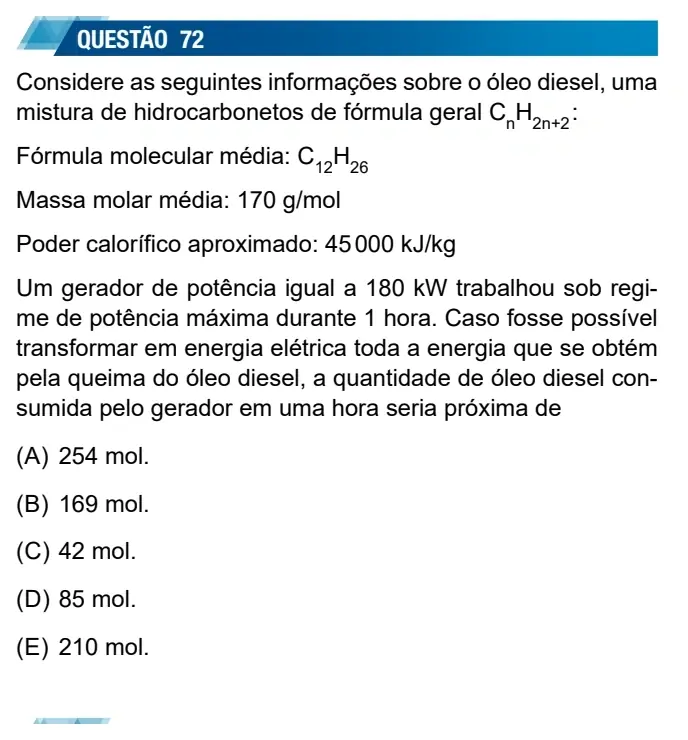 QUESTÃO 72
Considere as seguintes informações sobre o óleo diesel, uma
mistura de hidrocarbonetos de fórmula geral CₙH₂ₙ₊₂:
Fórmula molecular média: C₁₂H₂₆
Massa molar média: 170 g/mol
Poder calorífico aproximado: 45 000 kJ/kg
Um gerador de potência igual a 180 kW trabalhou sob regi-
me de potência máxima durante 1 hora. Caso fosse possível
transformar em energia elétrica toda a energia que se obtém
pela queima do óleo diesel, a quantidade de óleo diesel con-
sumida pelo gerador em uma hora seria próxima de
(A) 254 mol.
(B) 169 mol.
(C) 42 mol.
(D) 85 mol.
(E) 210 mol.